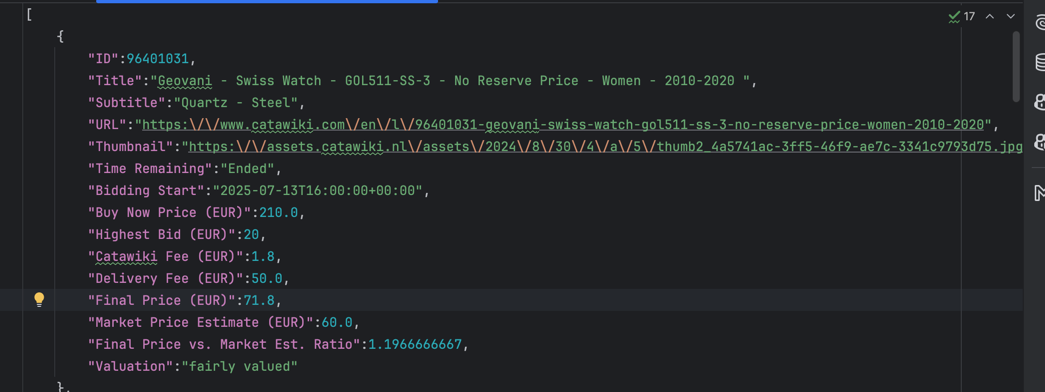 [
17
{
"ID":96401031,
"Title":"Geovani - Swiss Watch - GOL511-SS-3 - No Reserve Price - Women - 2010-2020 ",
"Subtitle":"Quartz - Steel",
"URL":"https:\/\/www.catawiki.com\/en\/l\/96401031-geovani-swiss-watch-gol511-ss-3-no-reserve-price-women-2010-2020",
"Thumbnail":"https:\/\/assets.catawiki.nl\/assets\/2024\/8\/30\/4\/a\/5\/thumb2_4a5741ac-3ff5-46f9-ae7c-3341c9793d75.jpg
"Time Remaining":"Ended",
"Bidding Start":"2025-07-13T16:00:00+00:00",
"Buy Now Price (EUR)":210.0,
"Highest Bid (EUR)":20,
"Catawiki Fee (EUR)":1.8,
"Delivery Fee (EUR)":50.0,
"Final Price (EUR)":71.8,
"Market Price Estimate (EUR)":60.0,
"Final Price vs. Market Est. Ratio":1.1966666667,
"Valuation":"fairly valued"
},